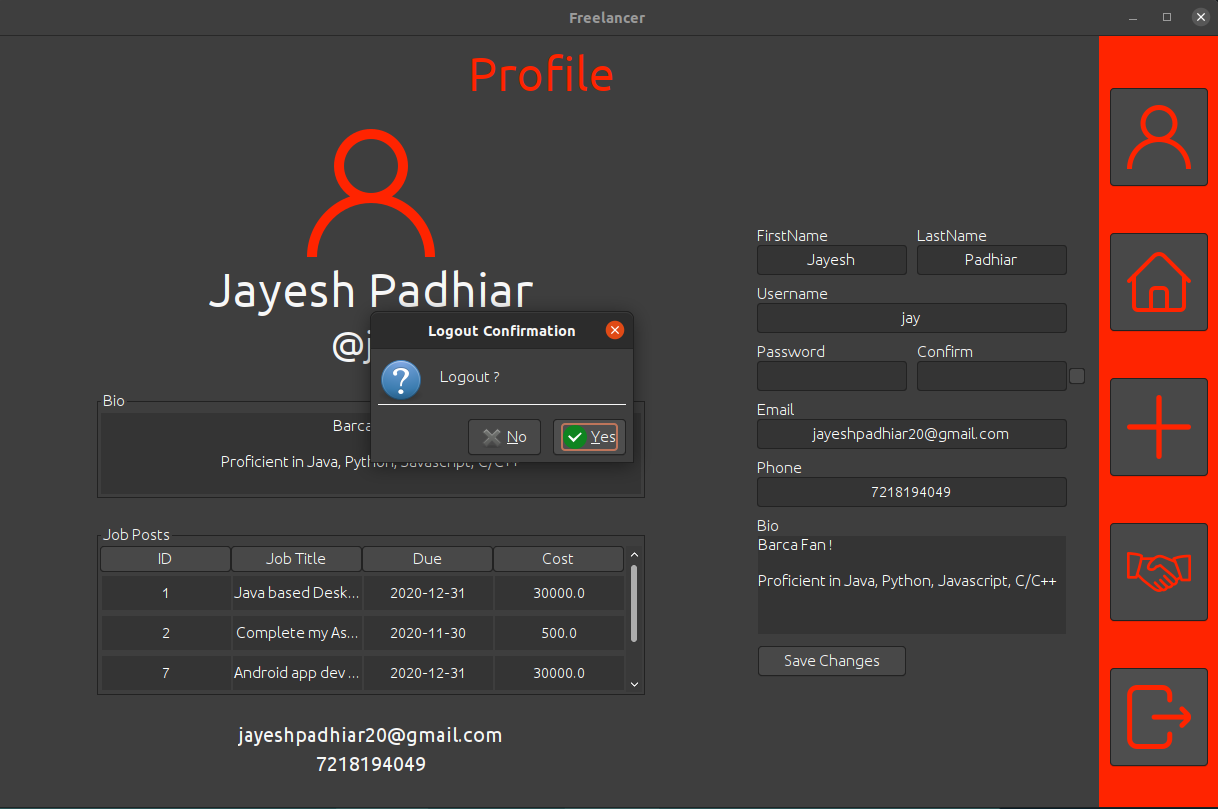 Freelancer
Profile
Jayesh Padhiar
@j
Logout Confirmation
Logout ?
No
Yes
Bio
Barca
Proficient in Java, Python, Javascript, C/C++
Job Posts
ID Job Title Due Cost
1 Java based Desk... 2020-12-31 30000.0
2 Complete my As... 2020-11-30 500.0
7 Android app dev ... 2020-12-31 30000.0
jayeshpadhiar20@gmail.com
7218194049
FirstName LastName
Jayesh Padhiar
Username
jay
Password Confirm
Email
jayeshpadhiar20@gmail.com
Phone
7218194049
Bio
Barca Fan !
Proficient in Java, Python, Javascript, C/C++
Save Changes